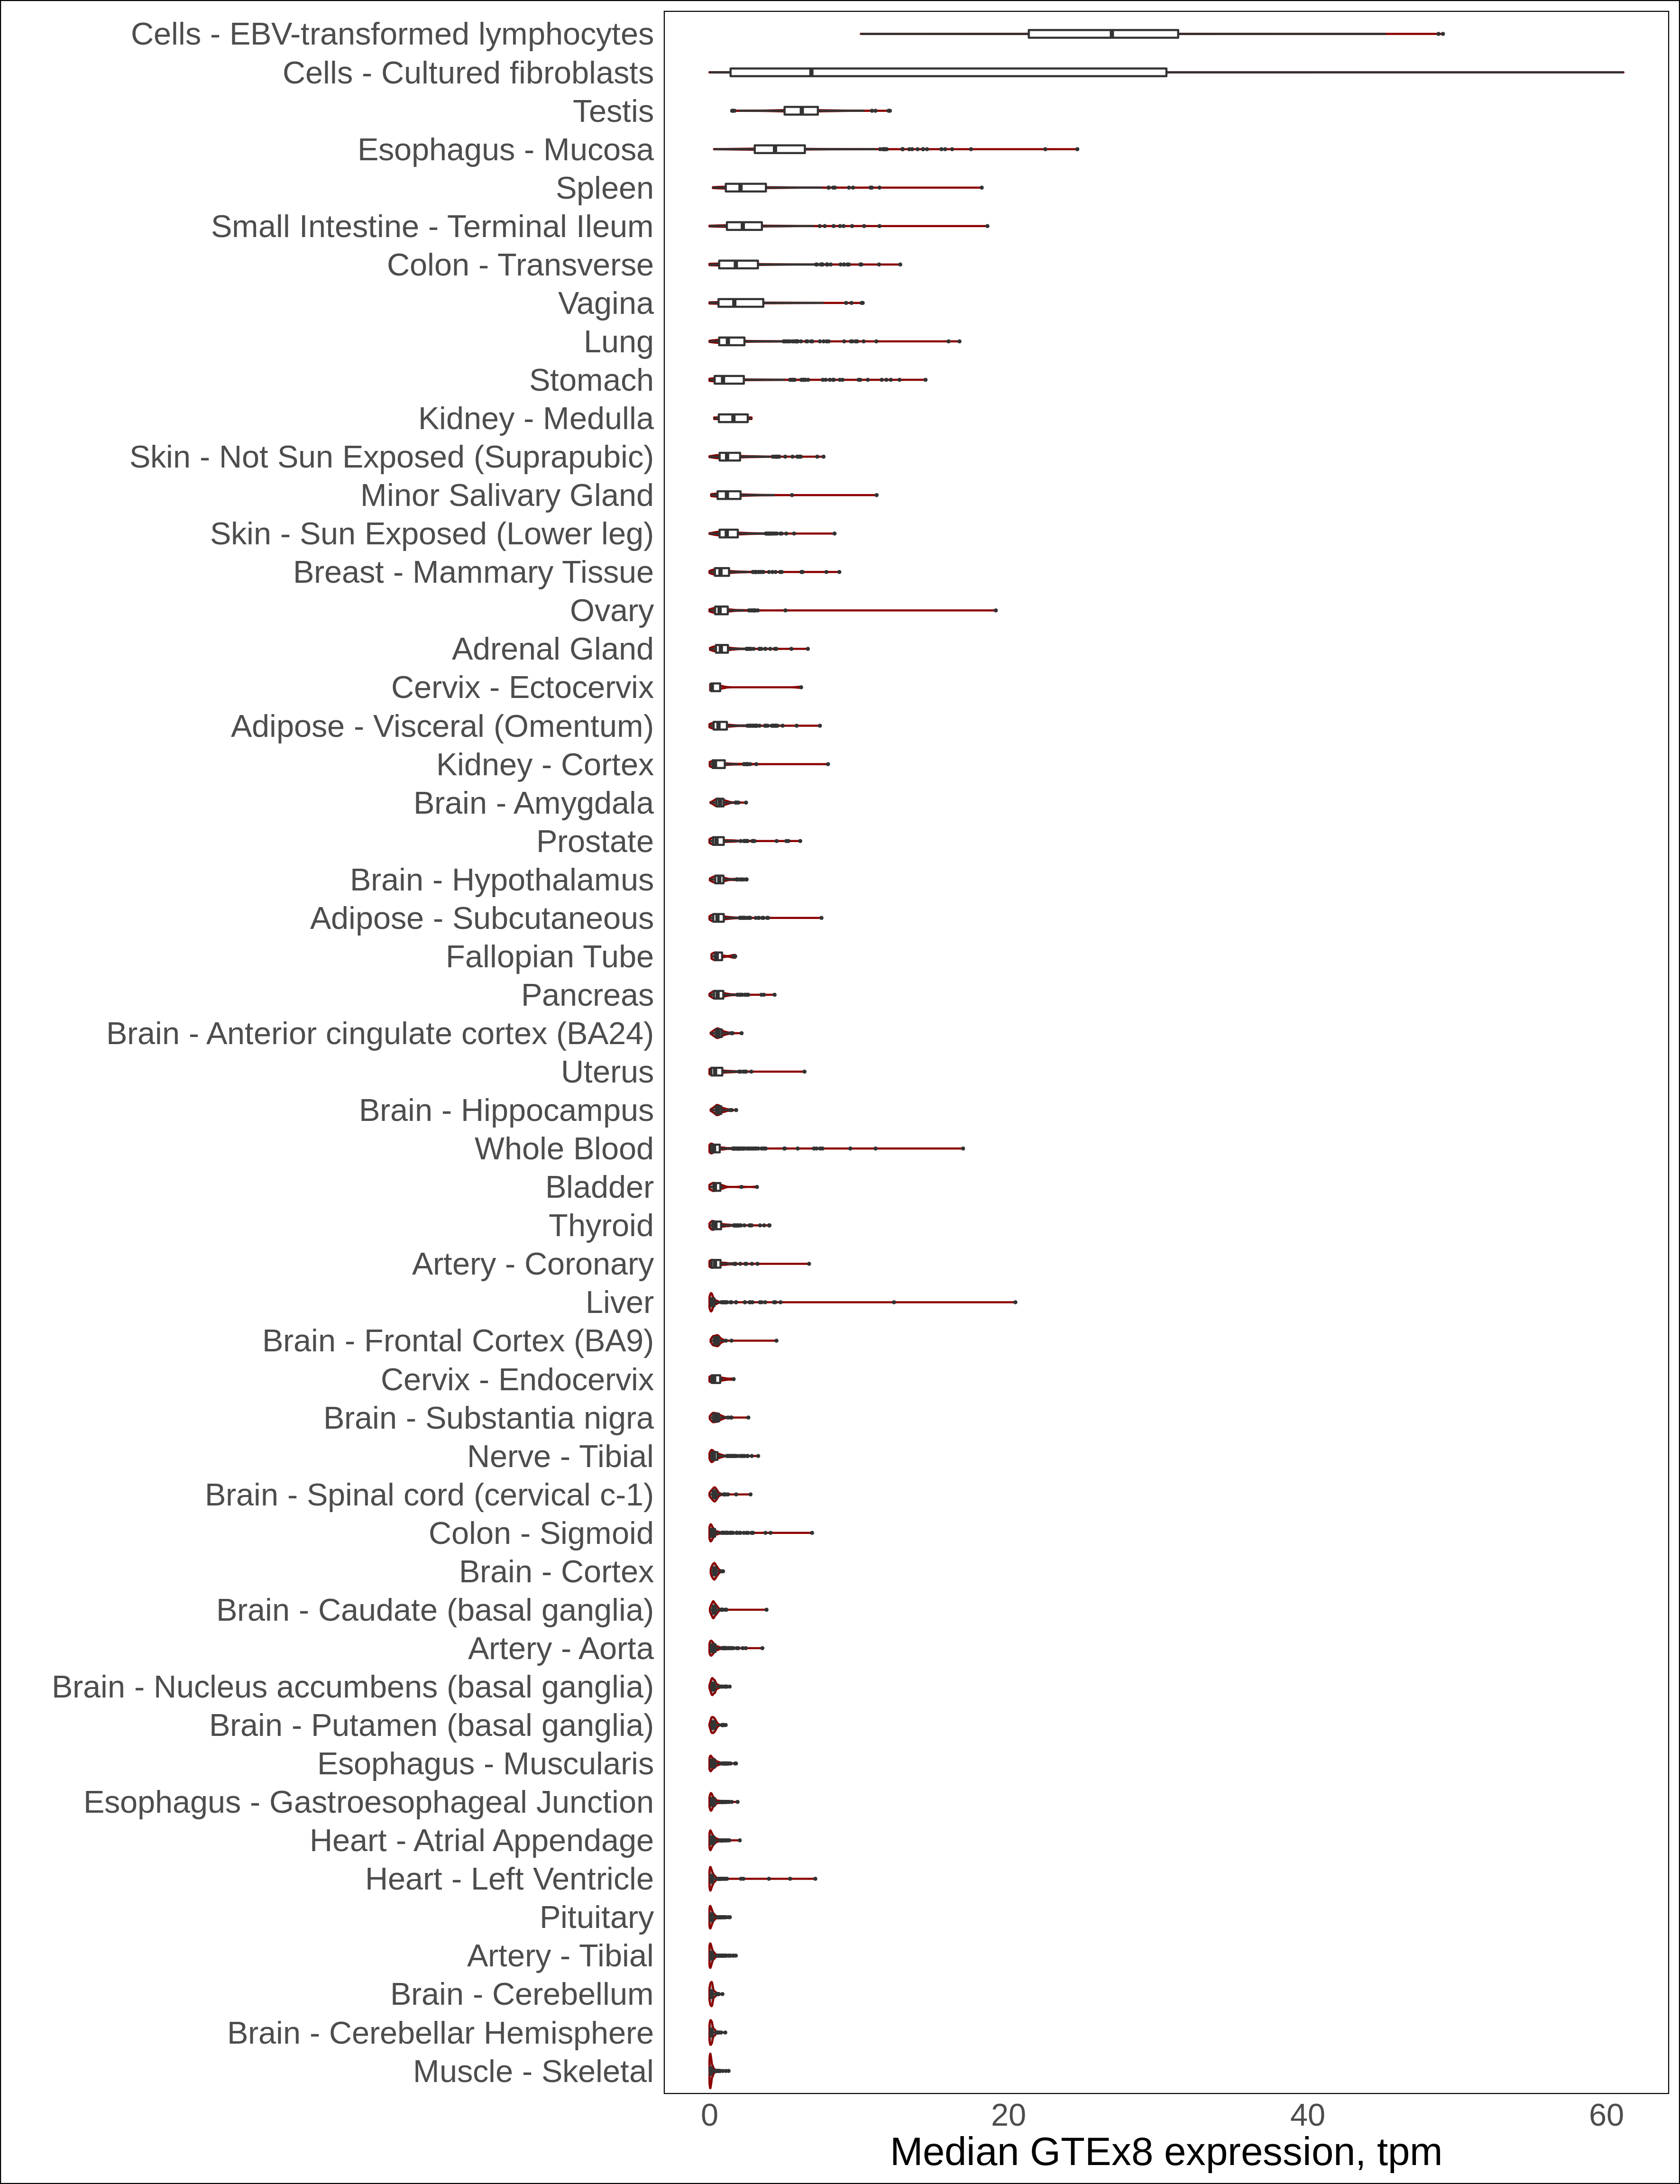 Cells - EBV-transformed lymphocytes
Cells - Cultured fibroblasts
Testis
Esophagus - Mucosa
Spleen
Small Intestine - Terminal Ileum
Colon - Transverse
Vagina
Lung
Stomach
Kidney - Medulla
Skin - Not Sun Exposed (Suprapubic)
Minor Salivary Gland
Skin - Sun Exposed (Lower leg)
Breast - Mammary Tissue
Ovary
Adrenal Gland
Cervix - Ectocervix
Adipose - Visceral (Omentum)
Kidney - Cortex
Brain - Amygdala
Prostate
Brain - Hypothalamus
Adipose - Subcutaneous
Fallopian Tube
Pancreas
Brain - Anterior cingulate cortex (BA24)
Uterus
Brain - Hippocampus
Whole Blood
Bladder
Thyroid
Artery - Coronary
Liver
Brain - Frontal Cortex (BA9)
Cervix - Endocervix
Brain - Substantia nigra
Nerve - Tibial
Brain - Spinal cord (cervical c-1)
Colon - Sigmoid
Brain - Cortex
Brain - Caudate (basal ganglia)
Artery - Aorta
Brain - Nucleus accumbens (basal ganglia)
Brain - Putamen (basal ganglia)
Esophagus - Muscularis
Esophagus - Gastroesophageal Junction
Heart - Atrial Appendage
Heart - Left Ventricle
Pituitary
Artery - Tibial
Brain - Cerebellum
Brain - Cerebellar Hemisphere
Muscle - Skeletal
0 20 40 60
Median GTEx8 expression, tpm